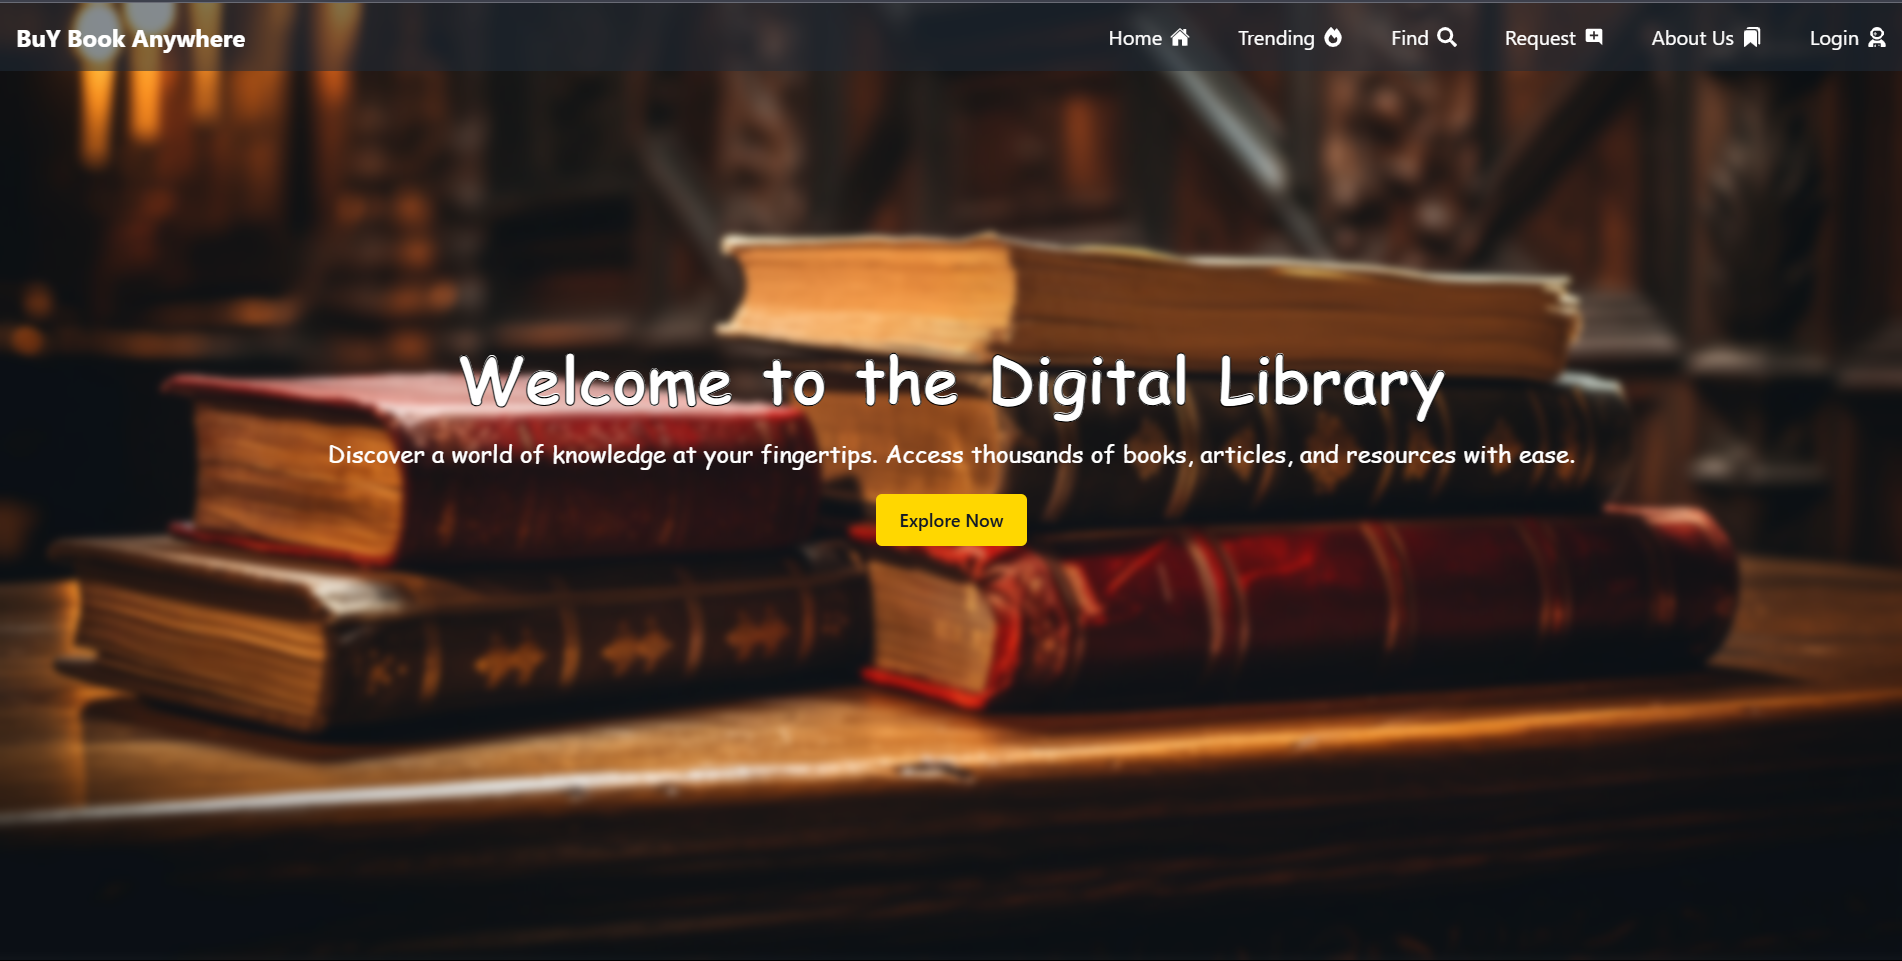 BuY Book Anywhere
Home
Trending
Find
Request
About Us
Login
Welcome to the Digital Library
Discover a world of knowledge at your fingertips. Access thousands of books, articles, and resources with ease.
Explore Now